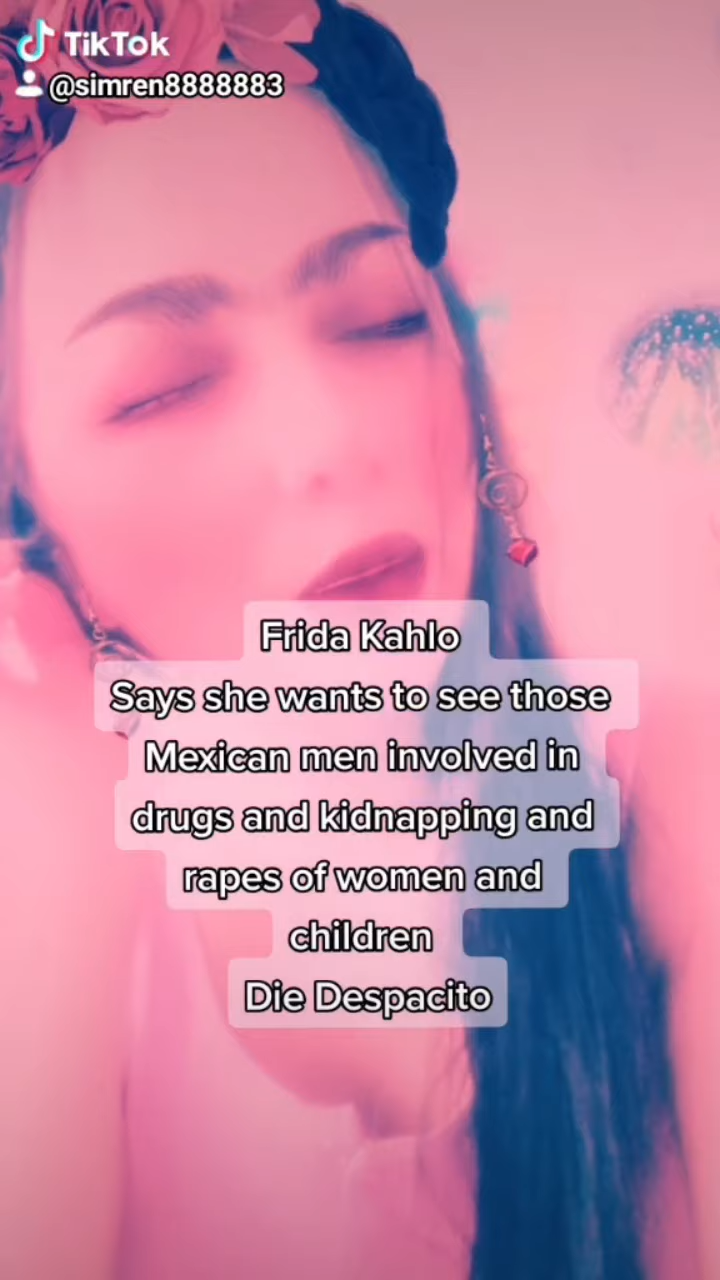 TikTok
@simren8888883
Frida Kahlo
Says she wants to see those
Mexican men involved in
drugs and kidnapping and
rapes of women and
children
Die Despacito